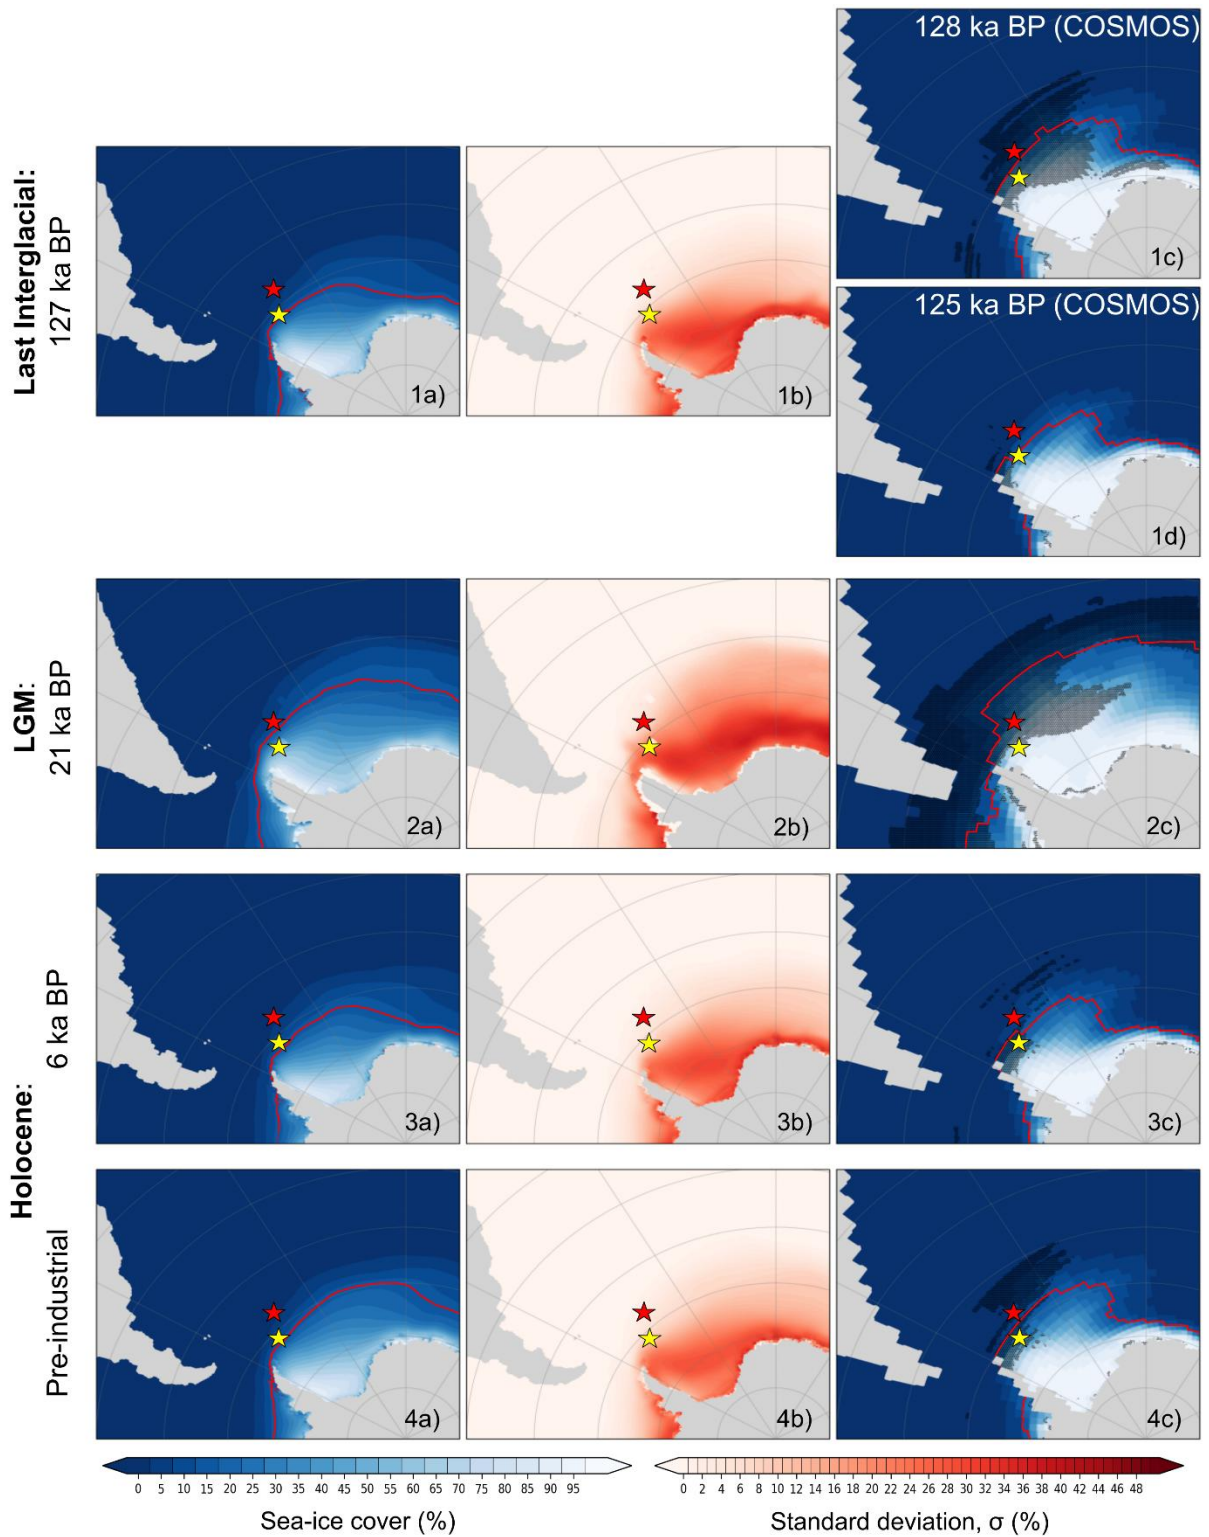 128 ka BP (COSMOS)
1c)
Last Interglacial:
127 ka BP
1a)
1b)
125 ka BP (COSMOS)
1d)
LGM:
21 ka BP
2a)
2b)
2c)
Holocene:
6 ka BP
3a)
3b)
3c)
Pre-industrial
4a)
4b)
4c)
0 5 10 15 20 25 30 35 40 45 50 55 60 65 70 75 80 85 90 95
Sea-ice cover (%)
0 2 4 6 8 10 12 14 16 18 20 22 24 26 28 30 32 34 36 38 40 42 44 46 48
Standard deviation, σ (%)